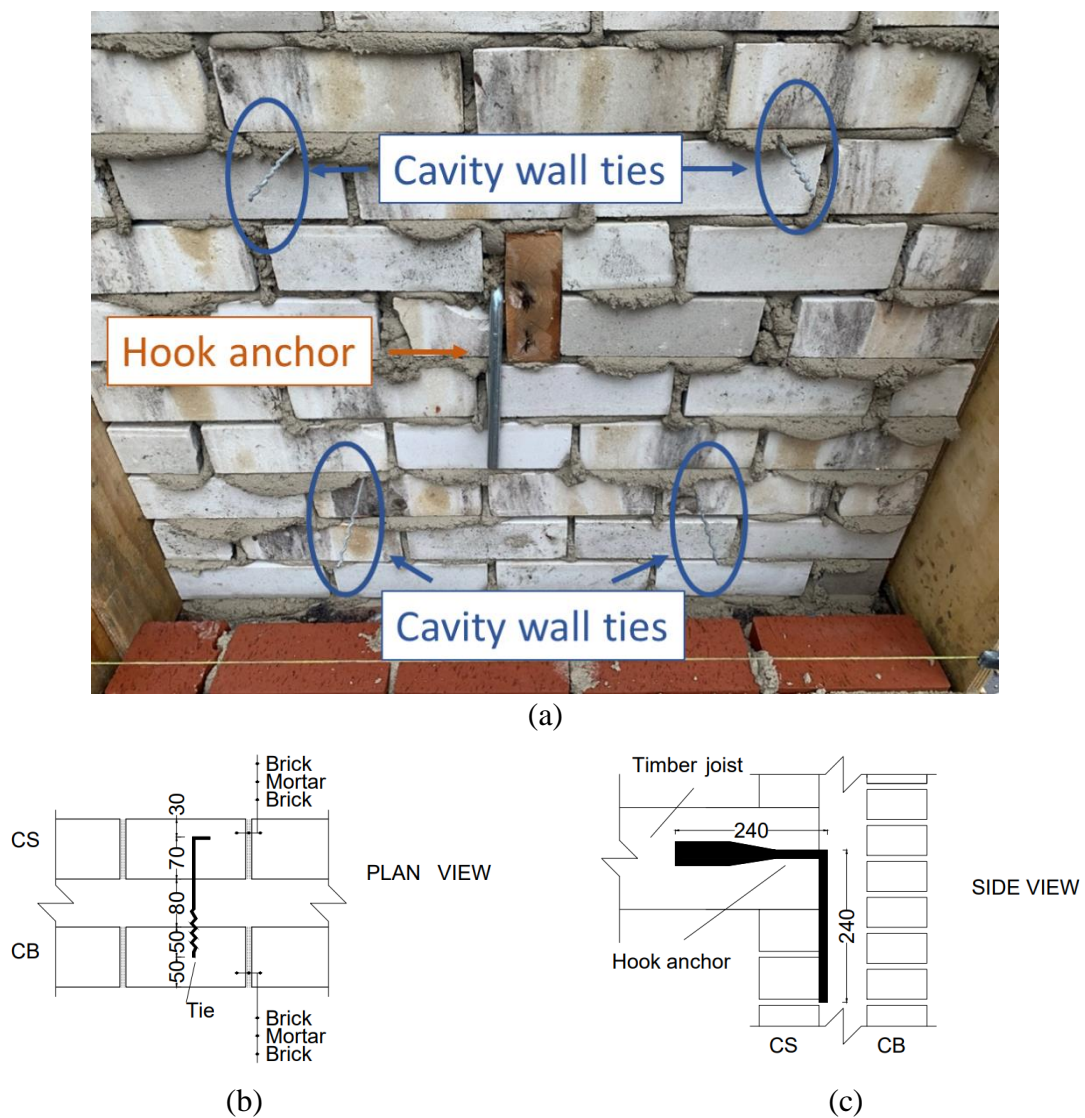 Cavity wall ties
Hook anchor
Cavity wall ties
(a)
Brick
Mortar
Brick
30
CS
70
PLAN VIEW
80
CB
50
50
Tie
Brick
Mortar
Brick
(b)
Timber joist
240
SIDE VIEW
240
Hook anchor
CS
CB
(c)